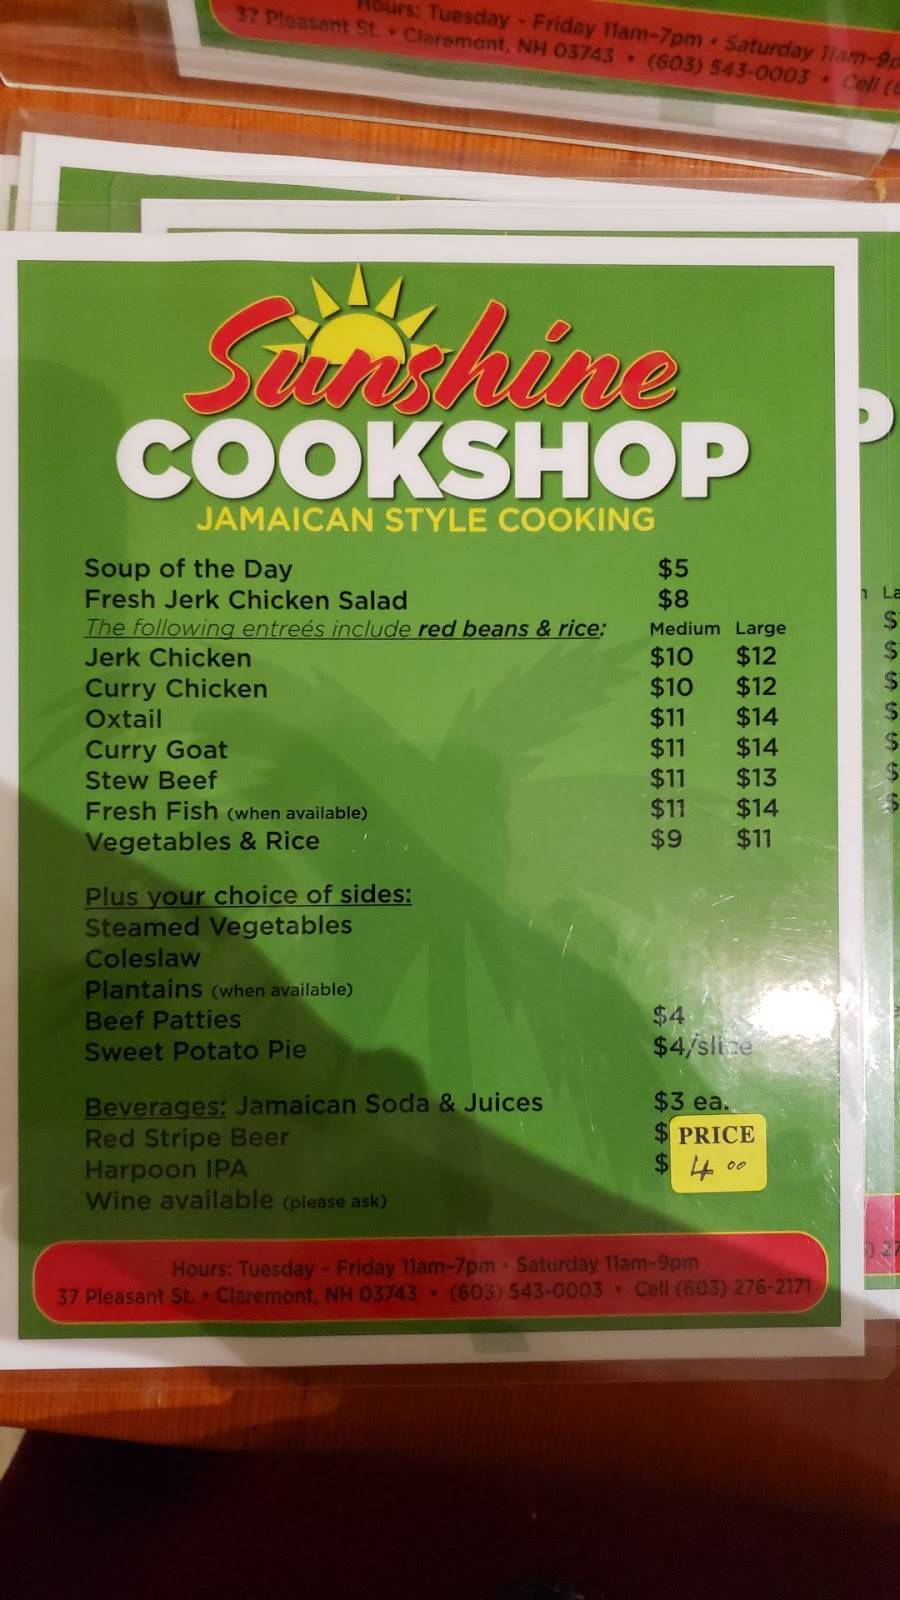 Hours: Tuesday - Friday 11am-7pm • Saturday 11am-9p
37 Pleasant St. • Claremont, NH 03743 • (603) 543-0003 • Cell (6
Sunshine
COOKSHOP
JAMAICAN STYLE COOKING
Soup of the Day $5
Fresh Jerk Chicken Salad $8
The following entreés include red beans & rice: Medium Large
Jerk Chicken $10 $12
Curry Chicken $10 $12
Oxtail $11 $14
Curry Goat $11 $14
Stew Beef $11 $13
Fresh Fish (when available) $11 $14
Vegetables & Rice $9 $11
Plus your choice of sides:
Steamed Vegetables
Coleslaw
Plantains (when available)
Beef Patties $4
Sweet Potato Pie $4/slice
Beverages: Jamaican Soda & Juices $3 ea.
Red Stripe Beer $
PRICE
Harpoon IPA $
4 00
Wine available (please ask)
Hours: Tuesday - Friday 11am-7pm • Saturday 11am-9pm
37 Pleasant St. • Claremont, NH 03743 • (603) 543-0003 • Cell (603) 276-2171